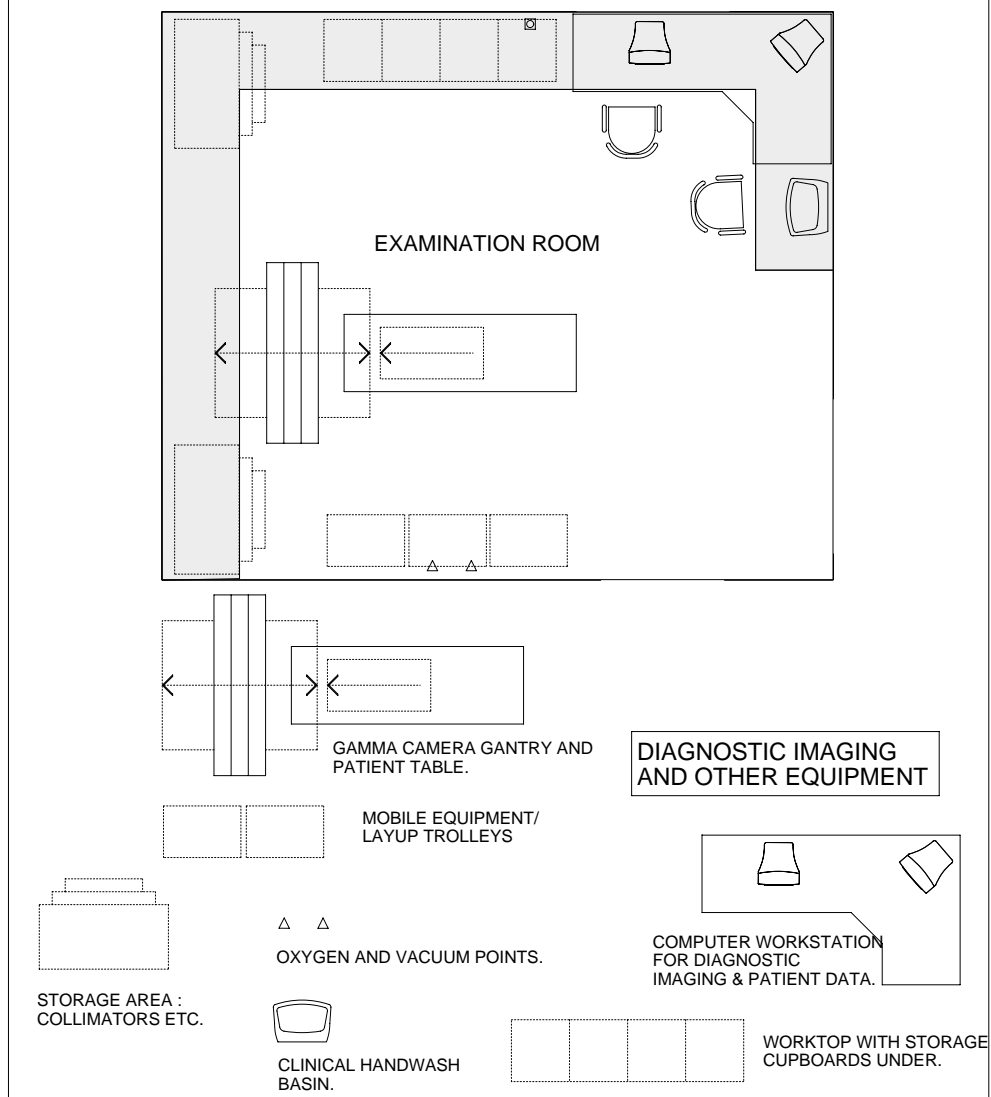 EXAMINATION ROOM
GAMMA CAMERA GANTRY AND
PATIENT TABLE.
DIAGNOSTIC IMAGING
AND OTHER EQUIPMENT
MOBILE EQUIPMENT/
LAYUP TROLLEYS
OXYGEN AND VACUUM POINTS.
COMPUTER WORKSTATION
FOR DIAGNOSTIC
IMAGING & PATIENT DATA.
STORAGE AREA :
COLLIMATORS ETC.
CLINICAL HANDWASH
BASIN.
WORKTOP WITH STORAGE
CUPBOARDS UNDER.